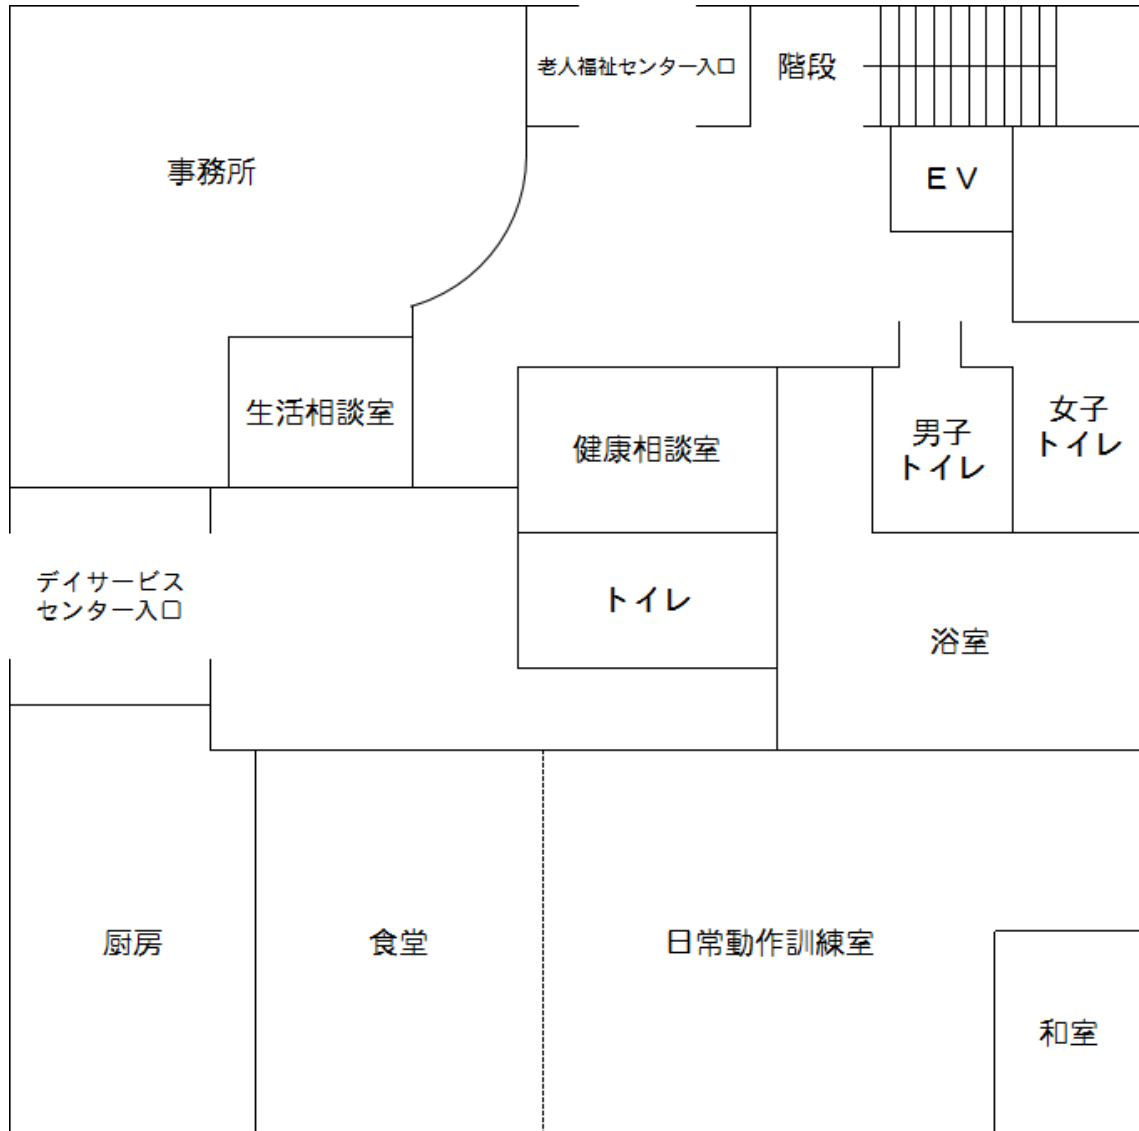 老人福祉センター入口
階段
事務所
ＥＶ
生活相談室
健康相談室
男子
トイレ
女子
トイレ
デイサービス
センター入口
トイレ
浴室
厨房
食堂
日常動作訓練室
和室